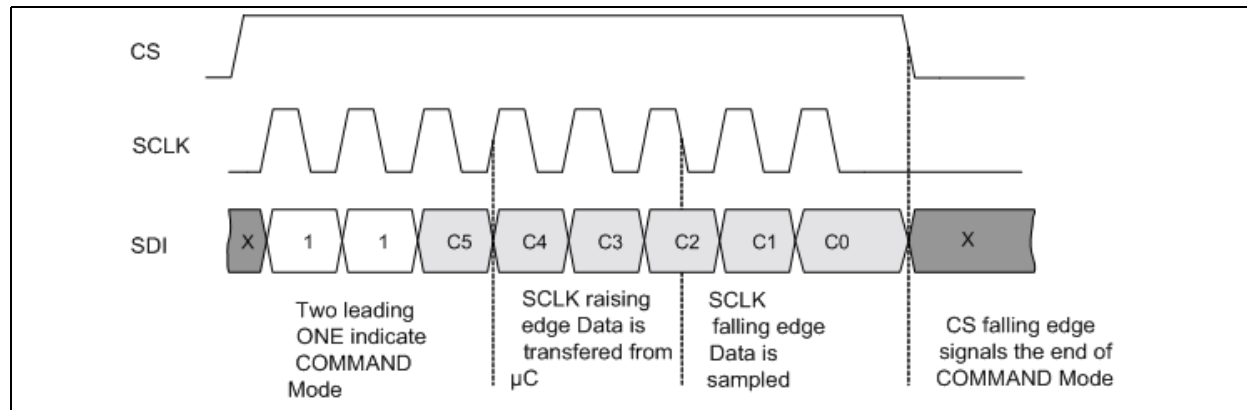 CS
SCLK
SDI
X 1 1 C5 C4 C3 C2 C1 C0 X
Two leading
ONE indicate
COMMAND
Mode
SCLK raising
edge Data is
transfered from
µC
SCLK
falling edge
Data is
sampled
CS falling edge
signals the end of
COMMAND Mode